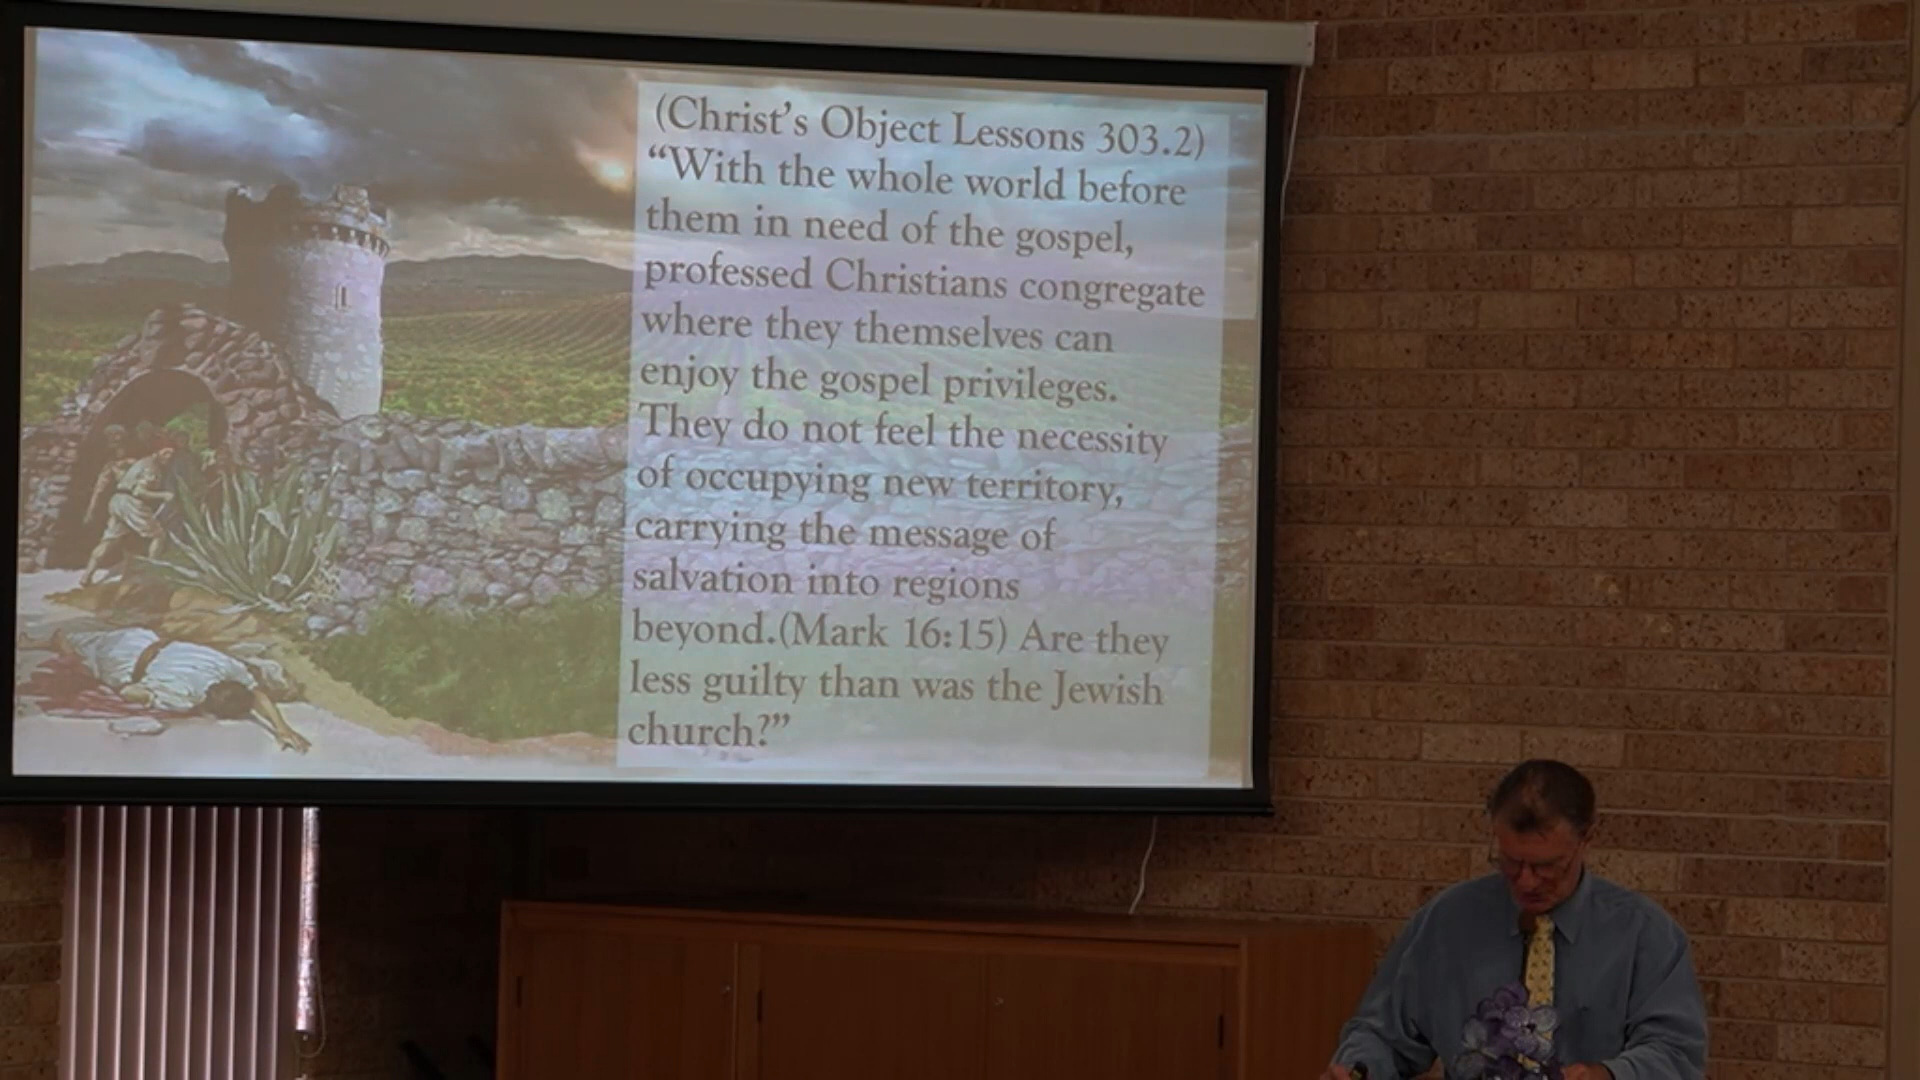 (Christ's Object Lessons 303.2)
“With the whole world before
them in need of the gospel,
professed Christians congregate
where they themselves can
enjoy the gospel privileges.
They do not feel the necessity
of occupying new territory,
carrying the message of
salvation into regions
beyond.(Mark 16:15) Are they
less guilty than was the Jewish
church?”